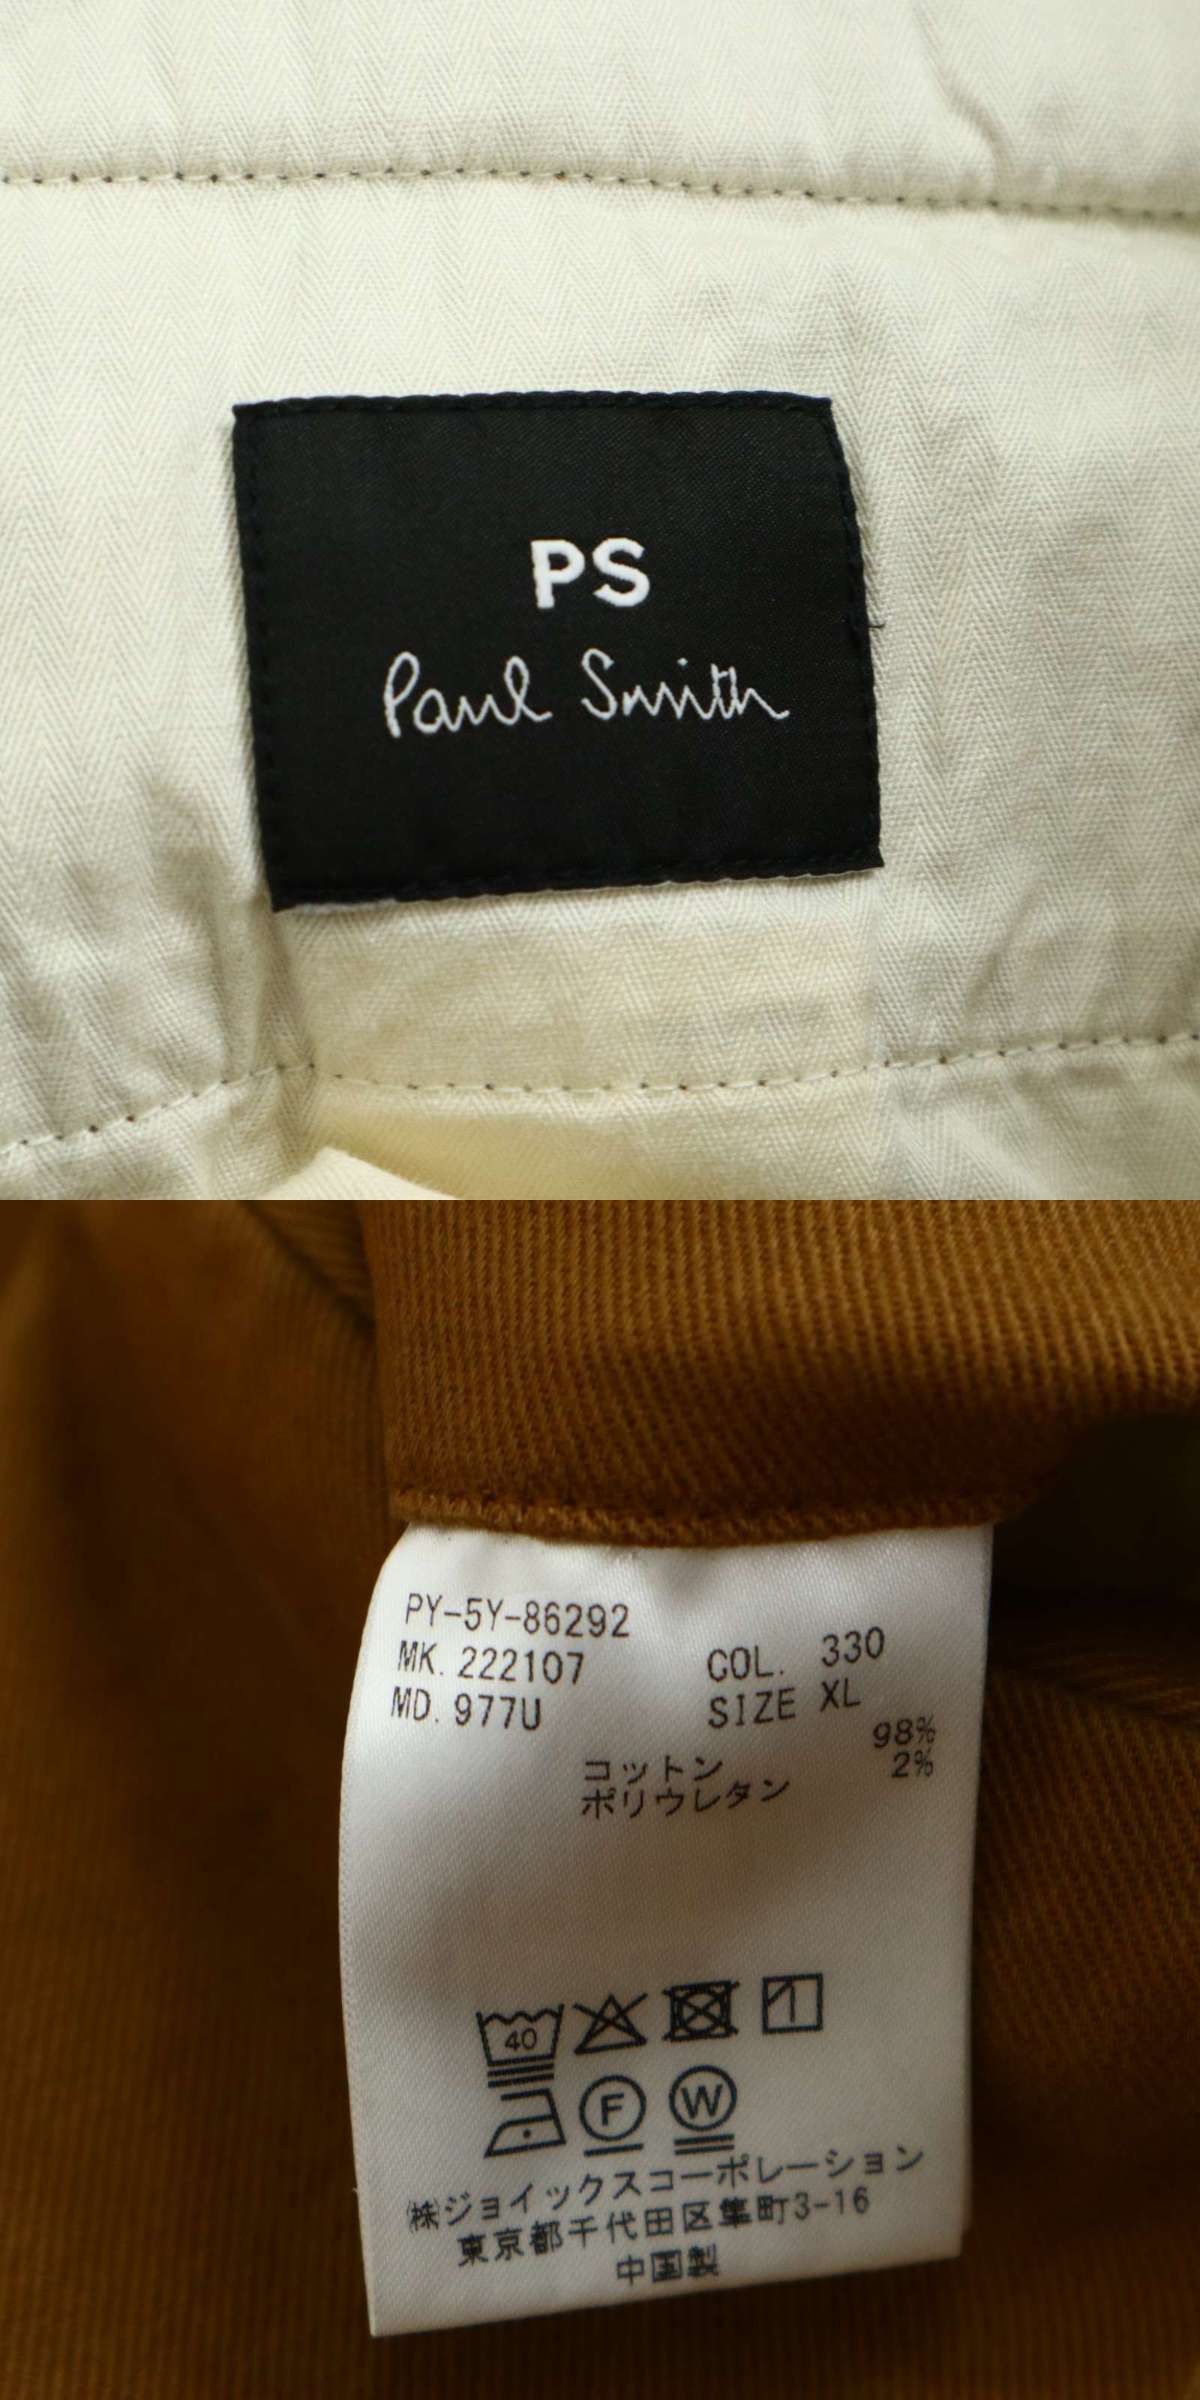 PS
Paul Smith
PY-5Y-86292
MK. 222107 COL. 330
MD. 977U SIZE XL
コットン 98%
ポリウレタン 2%
40
F W
㈱ジョイックスコーポレーション
東京都千代田区隼町3-16
中国製